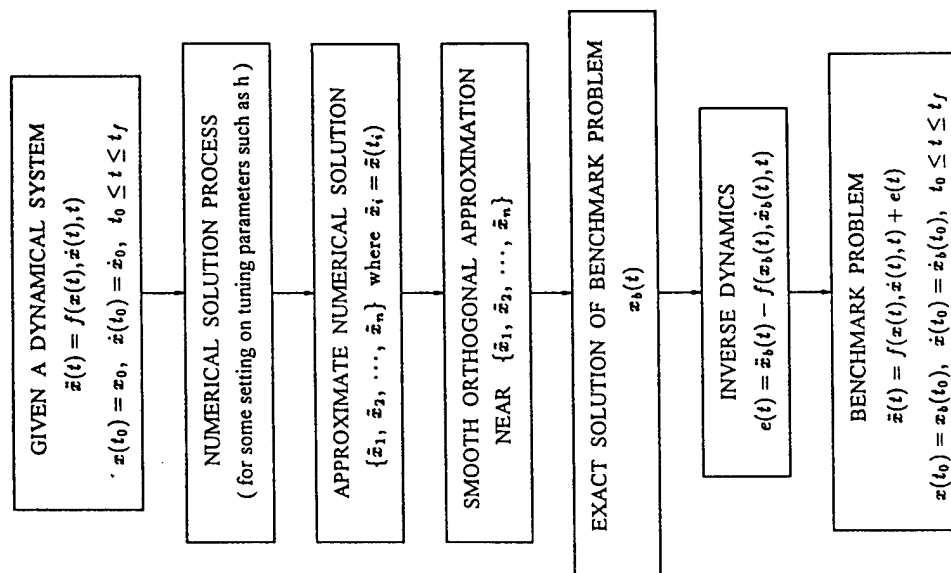 GIVEN A DYNAMICAL SYSTEM
ẍ(t) = f(x(t), ẋ(t), t)
x(t₀) = x₀, ẋ(t₀) = ẋ₀, t₀ ≤ t ≤ t_f
NUMERICAL SOLUTION PROCESS
( for some setting on tuning parameters such as h )
APPROXIMATE NUMERICAL SOLUTION
{x̃₁, x̃₂, ⋯, x̃ₙ} where x̃ᵢ = x̃(tᵢ)
SMOOTH ORTHOGONAL APPROXIMATION
NEAR {x̃₁, x̃₂, ⋯, x̃ₙ}
EXACT SOLUTION OF BENCHMARK PROBLEM
x_b(t)
INVERSE DYNAMICS
e(t) = ẍ_b(t) − f(x_b(t), ẋ_b(t), t)
BENCHMARK PROBLEM
ẍ(t) = f(x(t), ẋ(t), t) + e(t)
x(t₀) = x_b(t₀), ẋ(t₀) = ẋ_b(t₀), t₀ ≤ t ≤ t_f